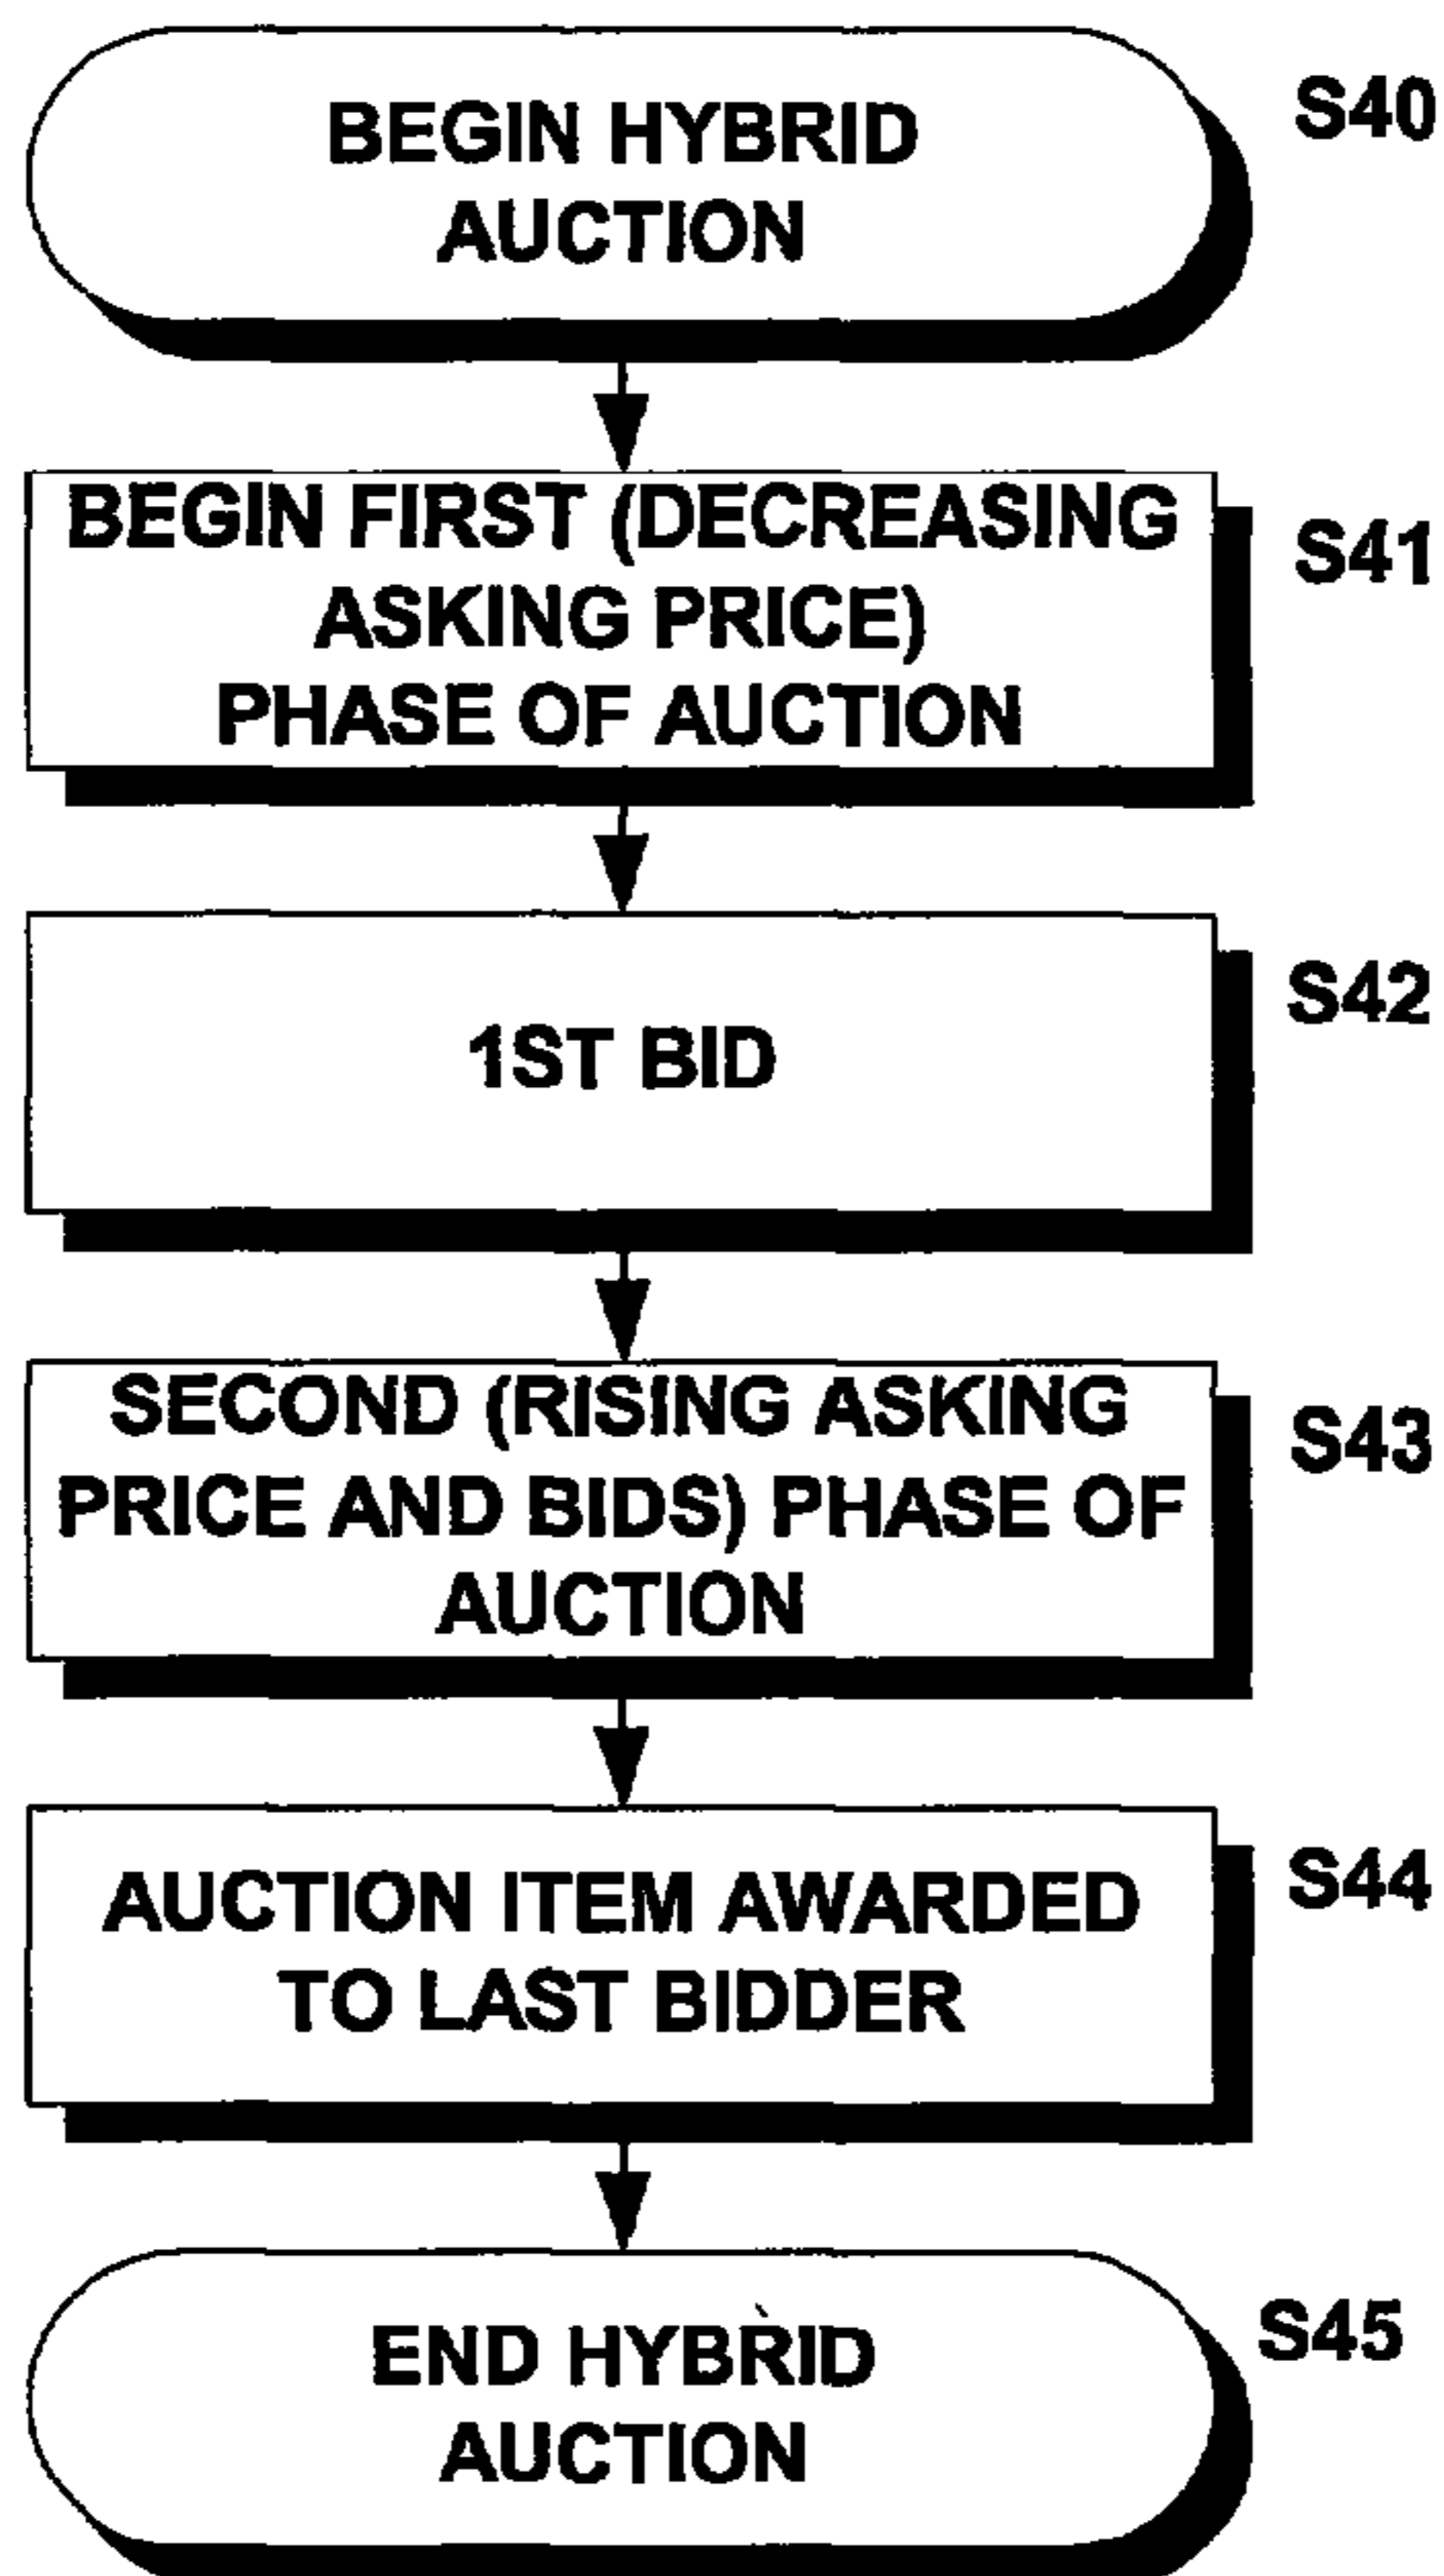 BEGIN HYBRID
AUCTION
S40
BEGIN FIRST (DECREASING
ASKING PRICE)
PHASE OF AUCTION
S41
1ST BID
S42
SECOND (RISING ASKING
PRICE AND BIDS) PHASE OF
AUCTION
S43
AUCTION ITEM AWARDED
TO LAST BIDDER
S44
END HYBRID
AUCTION
S45